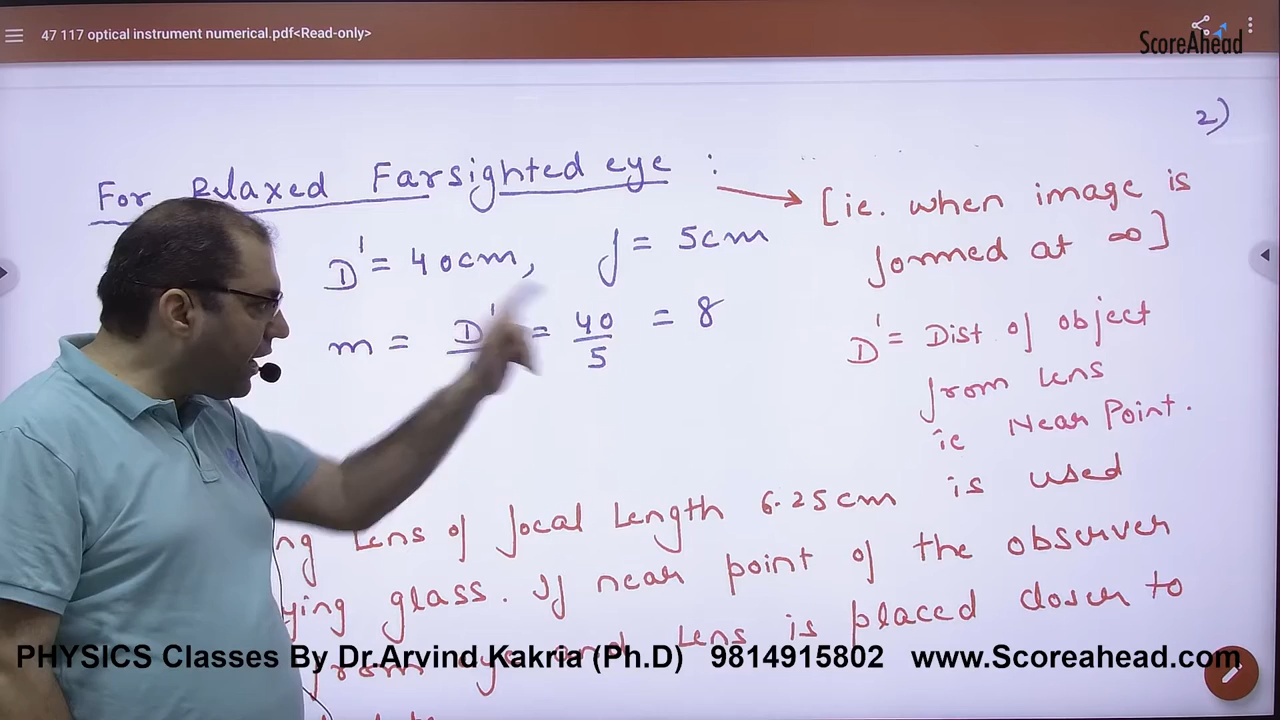 47 117 optical instrument numerical.pdf<Read-only>
ScoreAhead
2)
For Relaxed Farsighted eye :
[ie. when image is
formed at ∞]
D' = 40cm, f = 5cm
m = D' = 40/5 = 8
D' = Dist of object
from lens
ie Near Point.
lens of focal length 6.25cm is used
glass. If near point of the observer
from eye and lens is placed closer to
PHYSICS Classes By Dr.Arvind Kakria (Ph.D) 9814915802 www.Scoreahead.com